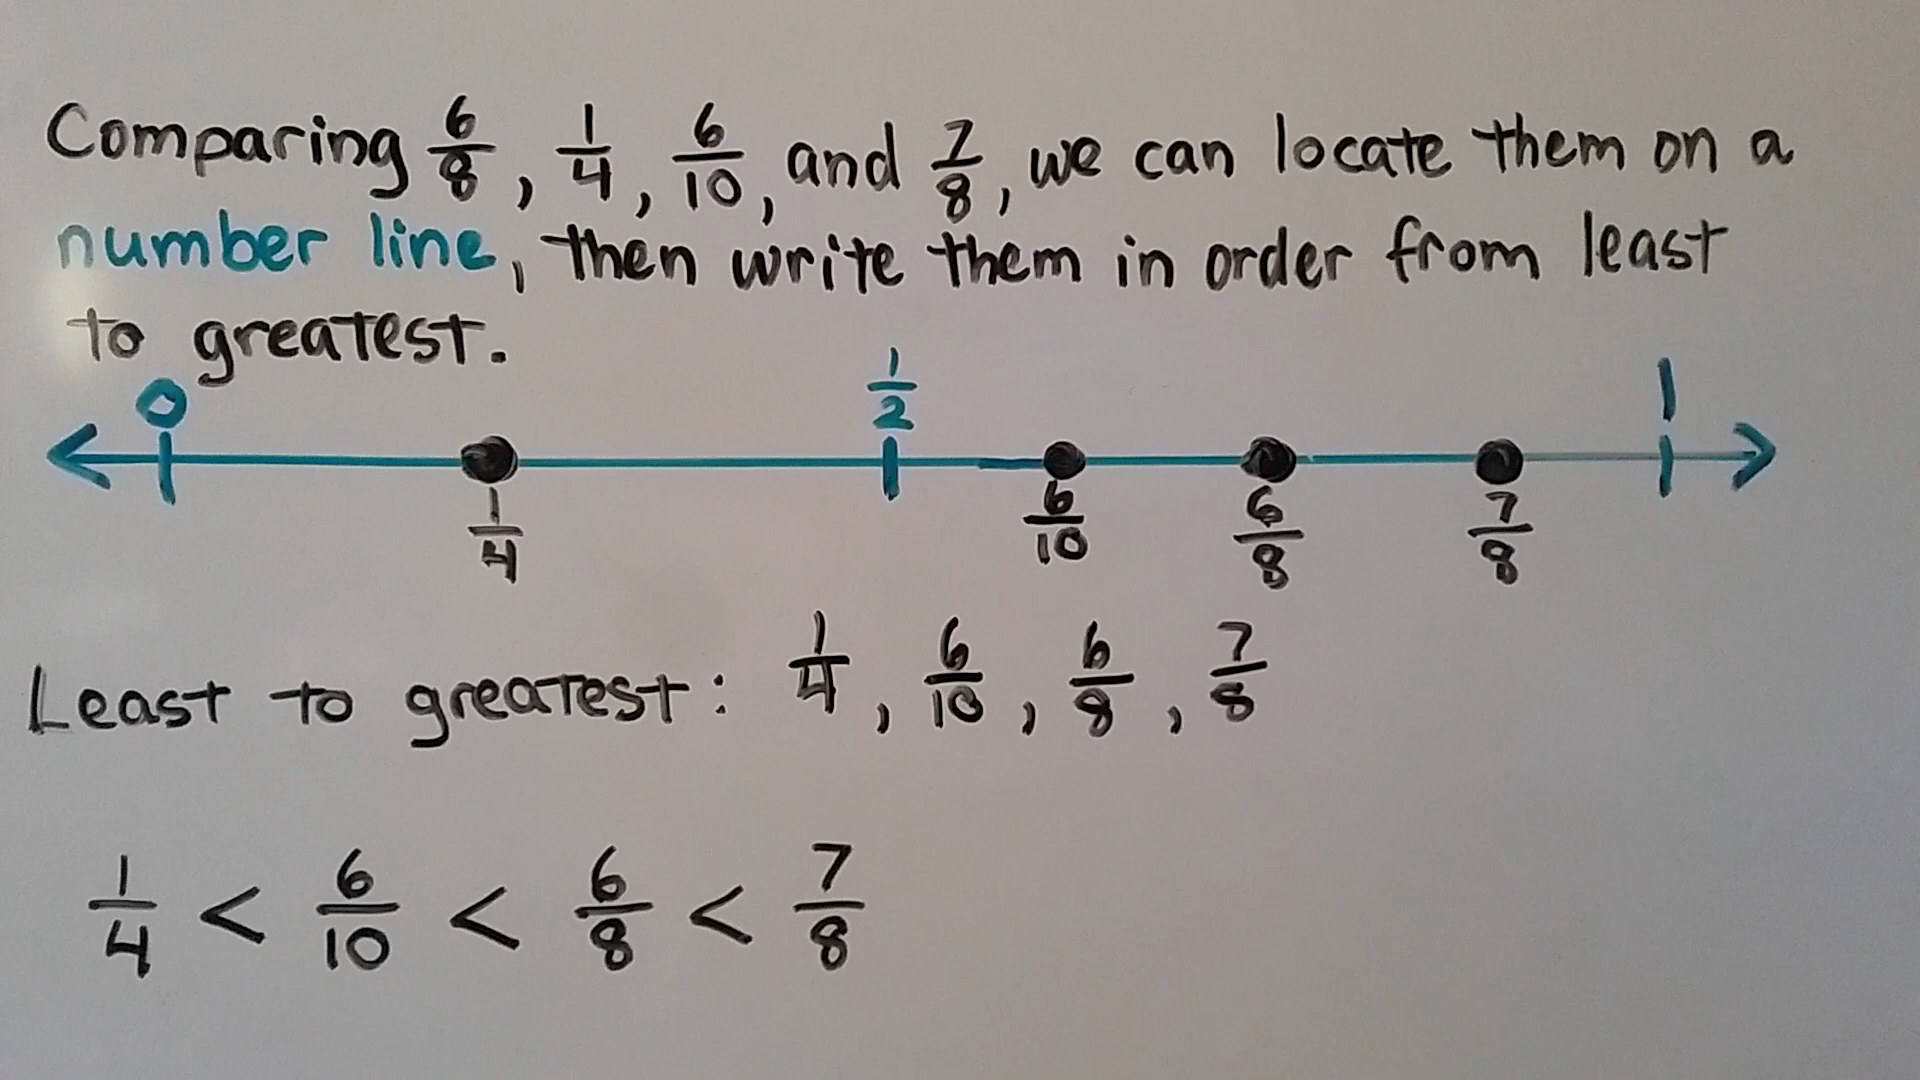 Comparing 6/8, 1/4, 6/10, and 7/8, we can locate them on a
number line, then write them in order from least
to greatest.
0 1/2 1
1/4 6/10 6/8 7/8
Least to greatest: 1/4, 6/10, 6/8, 7/8
1/4 < 6/10 < 6/8 < 7/8